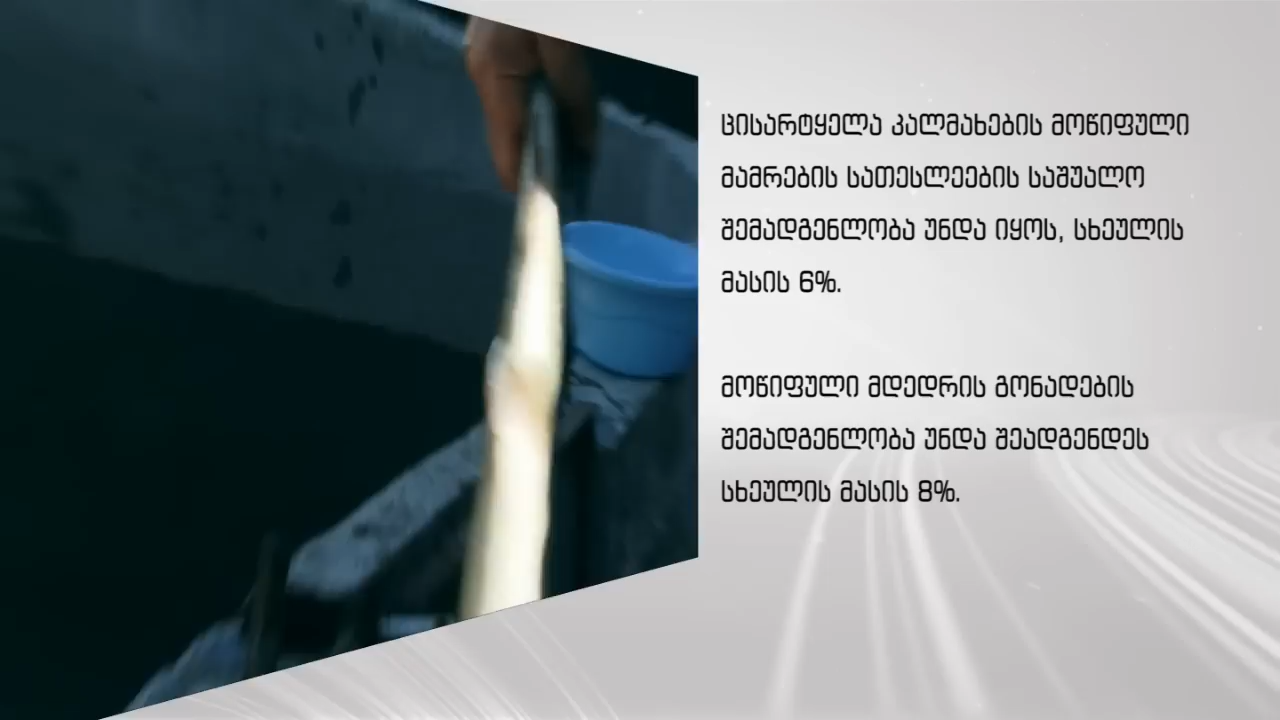 ცისარტყელა კალმახების მოწიფული
მამრების სათესლეების საშუალო
შემადგენლობა უნდა იყოს, სხეულის
მასის 6%.
მოწიფული მდედრის გონადების
შემადგენლობა უნდა შეადგენდეს
სხეულის მასის 8%.